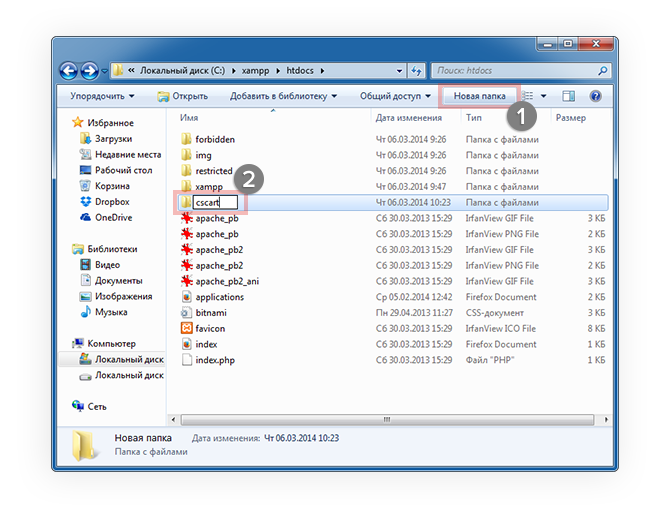 « Локальный диск (C:) ▸ xampp ▸ htdocs ▸ Поиск: htdocs
Упорядочить Открыть Добавить в библиотеку Общий доступ Новая папка
1
Имя Дата изменения Тип Размер
Избранное
Загрузки
Недавние места
Рабочий стол
Корзина
Dropbox
OneDrive
Библиотеки
Видео
Документы
Изображения
Музыка
Компьютер
Локальный диск
Локальный диск
Сеть
forbidden Чт 06.03.2014 9:26 Папка с файлами
img Чт 06.03.2014 9:26 Папка с файлами
restricted Чт 06.03.2014 9:26 Папка с файлами
2
xampp Чт 06.03.2014 9:47 Папка с файлами
cscart Чт 06.03.2014 10:23 Папка с файлами
apache_pb Сб 30.03.2013 15:29 IrfanView GIF File 3 КБ
apache_pb Сб 30.03.2013 15:29 IrfanView PNG File 2 КБ
apache_pb2 Сб 30.03.2013 15:29 IrfanView GIF File 3 КБ
apache_pb2 Сб 30.03.2013 15:29 IrfanView PNG File 2 КБ
apache_pb2_ani Сб 30.03.2013 15:29 IrfanView GIF File 3 КБ
applications Ср 05.02.2014 12:42 Firefox Document 2 КБ
bitnami Пн 29.04.2013 11:27 CSS-документ 1 КБ
favicon Сб 30.03.2013 15:29 IrfanView ICO File 8 КБ
index Сб 30.03.2013 15:29 Firefox Document 1 КБ
index.php Сб 30.03.2013 15:29 Файл "PHP" 1 КБ
Новая папка Дата изменения: Чт 06.03.2014 10:23
Папка с файлами